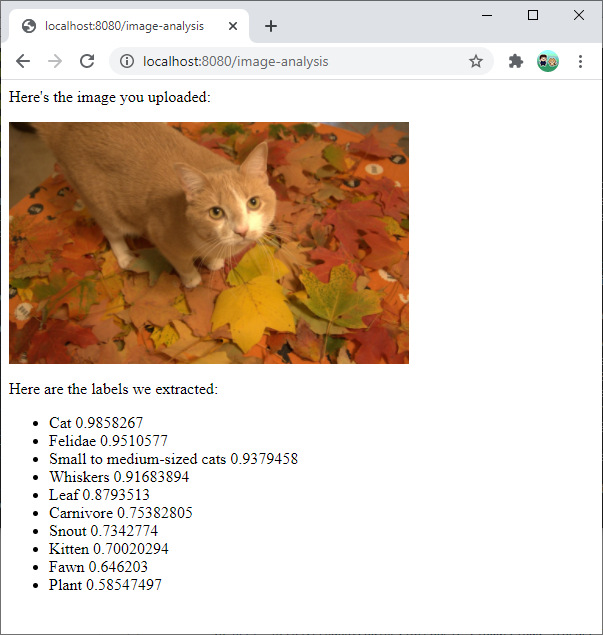 localhost:8080/image-analysis
localhost:8080/image-analysis
Here's the image you uploaded:
Here are the labels we extracted:
Cat 0.9858267
Felidae 0.9510577
Small to medium-sized cats 0.9379458
Whiskers 0.91683894
Leaf 0.8793513
Carnivore 0.75382805
Snout 0.7342774
Kitten 0.70020294
Fawn 0.646203
Plant 0.58547497